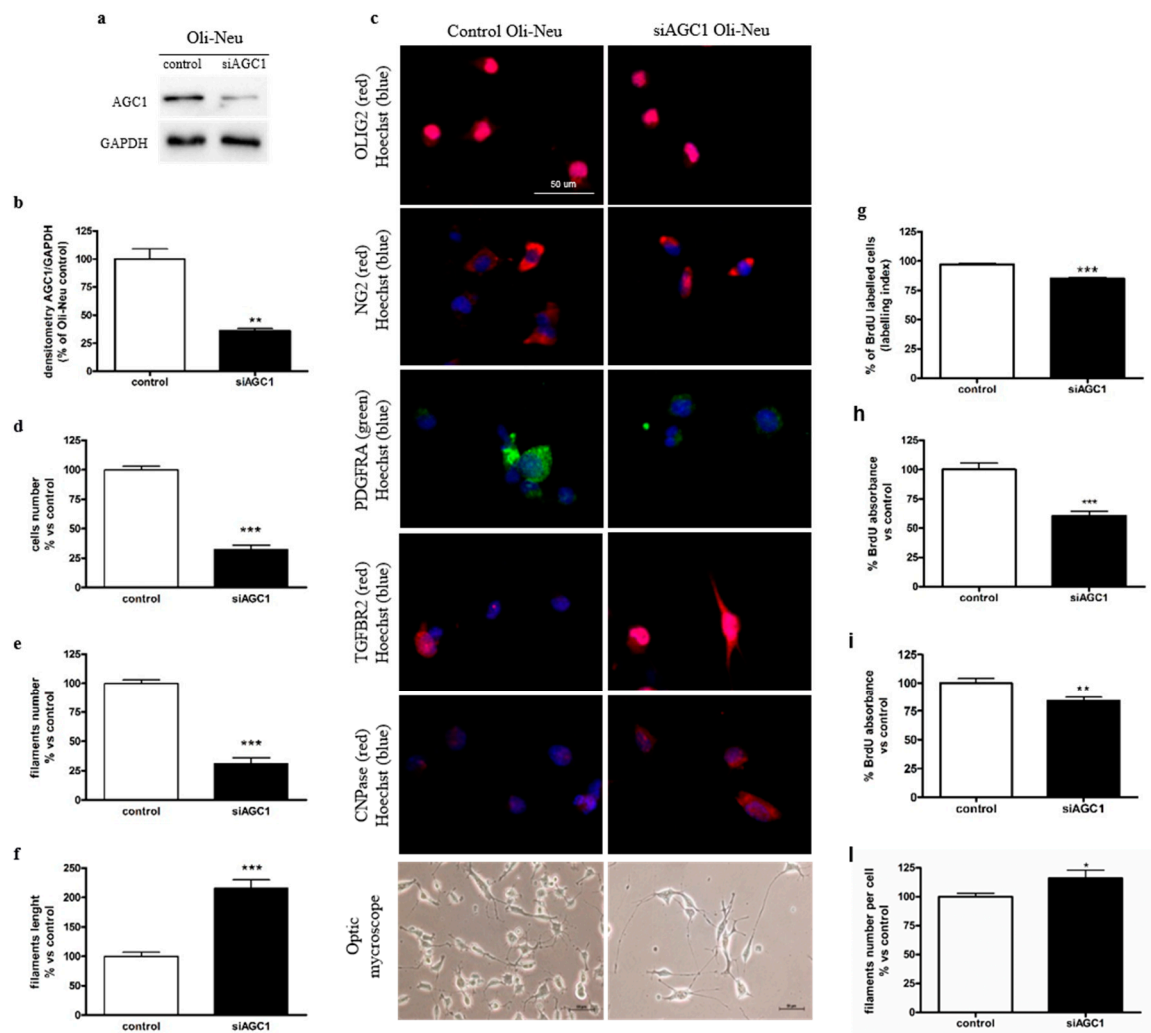 a
Oli-Neu
control siAGC1
AGC1
GAPDH
b
densitometry AGC1/GAPDH
(% of Oli-Neu control)
125
100
75
50
25
0
**
control siAGC1
d
cells number
% vs control
125
100
75
50
25
0
***
control siAGC1
e
filaments number
% vs control
125
100
75
50
25
0
***
control siAGC1
f
filaments lenght
% vs control
250
200
150
100
50
0
***
control siAGC1
c
Control Oli-Neu siAGC1 Oli-Neu
OLIG2 (red)
Hoechst (blue)
50 um
NG2 (red)
Hoechst (blue)
PDGFRA (green)
Hoechst (blue)
TGFBR2 (red)
Hoechst (blue)
CNPase (red)
Hoechst (blue)
Optic
mycroscope
g
% of BrdU labelled cells
(labelling index)
125
100
75
50
25
0
***
control siAGC1
h
% BrdU absorbance
vs control
125
100
75
50
25
0
***
control siAGC1
i
% BrdU absorbance
vs control
125
100
75
50
25
0
**
control siAGC1
l
filaments number per cell
% vs control
125
100
75
50
25
0
*
control siAGC1